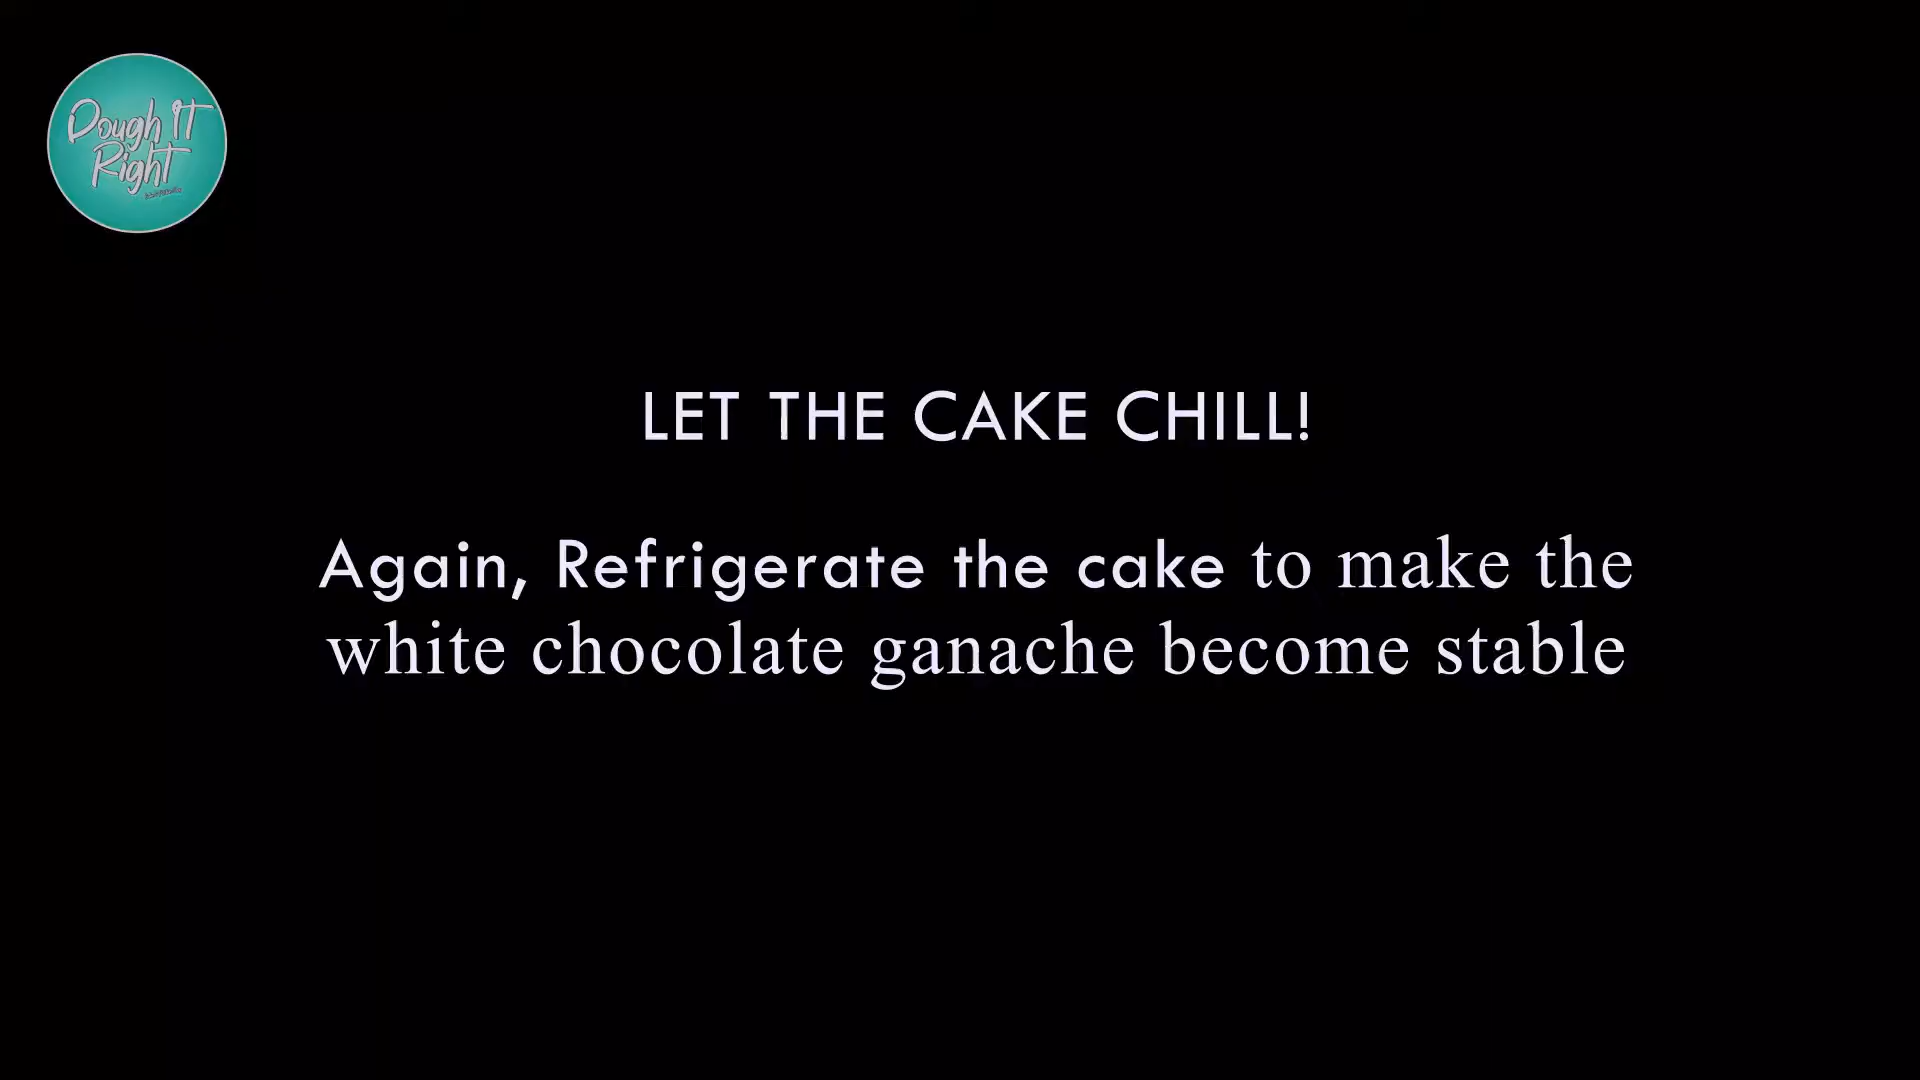 Dough IT
Right
LET THE CAKE CHILL!
Again, Refrigerate the cake to make the
white chocolate ganache become stable